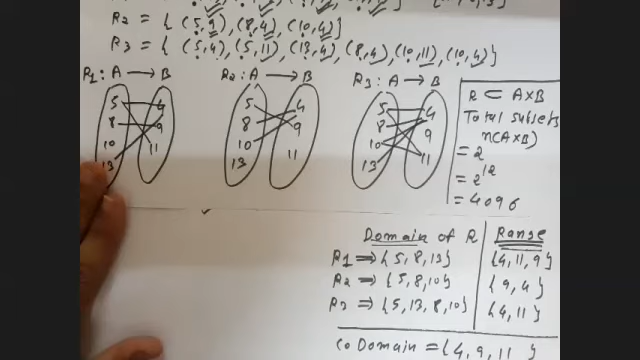 R2 = { (5,9), (8,4), (10,4)}
R3 = { (5,4), (5,11), (13,4), (8,4), (10,11), (10,4)}
R1 : A → B
5 4
8 9
10 11
13
R2 : A → B
5 4
8 9
10 11
13
R3 : A → B
5 4
8 9
10 11
13
R ⊂ A×B
Total subsets
n(A×B)
= 2
= 2^12
= 4096
Domain of R
R1 ⇒ {5,8,13}
R2 ⇒ {5,8,10}
R3 ⇒ {5,13,8,10}
Range
{4,11,9}
{9,4}
{4,11}
Co Domain = {4,9,11}